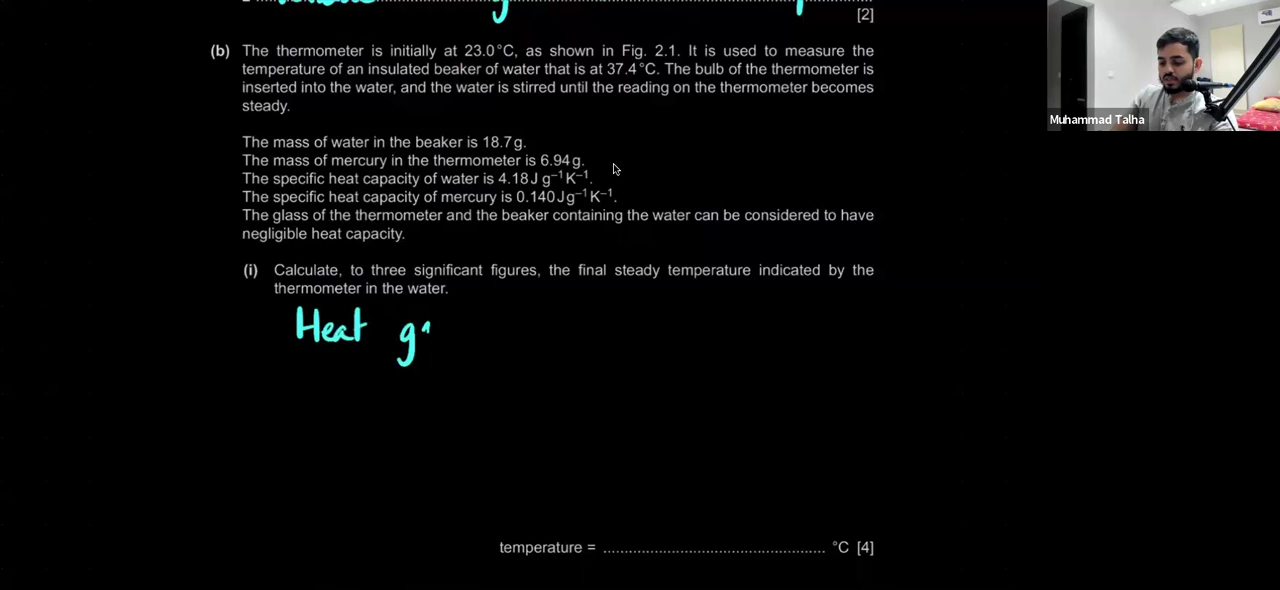 [2]
(b) The thermometer is initially at 23.0°C, as shown in Fig. 2.1. It is used to measure the
temperature of an insulated beaker of water that is at 37.4°C. The bulb of the thermometer is
inserted into the water, and the water is stirred until the reading on the thermometer becomes
steady.
The mass of water in the beaker is 18.7g.
The mass of mercury in the thermometer is 6.94g.
The specific heat capacity of water is 4.18J g⁻¹K⁻¹.
The specific heat capacity of mercury is 0.140Jg⁻¹K⁻¹.
The glass of the thermometer and the beaker containing the water can be considered to have
negligible heat capacity.
(i) Calculate, to three significant figures, the final steady temperature indicated by the
thermometer in the water.
Heat
temperature = .................................................... °C [4]
Muhammad Talha